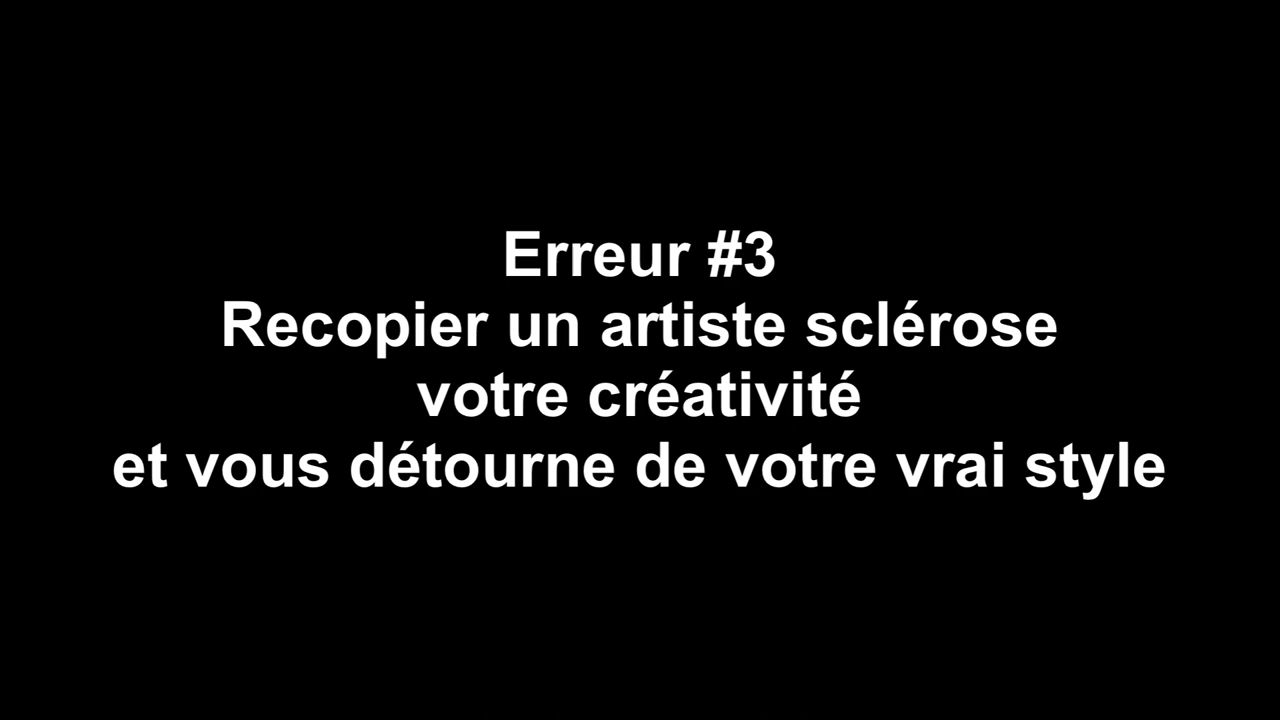 Erreur #3
Recopier un artiste sclérose
votre créativité
et vous détourne de votre vrai style